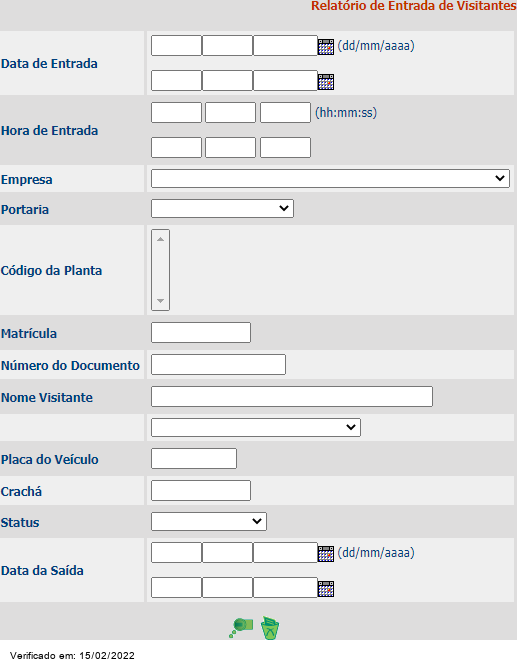 Relatório de Entrada de Visitantes
Data de Entrada
(dd/mm/aaaa)
Hora de Entrada
(hh:mm:ss)
Empresa
Portaria
Código da Planta
Matrícula
Número do Documento
Nome Visitante
Placa do Veículo
Crachá
Status
Data da Saída
(dd/mm/aaaa)
Verificado em: 15/02/2022